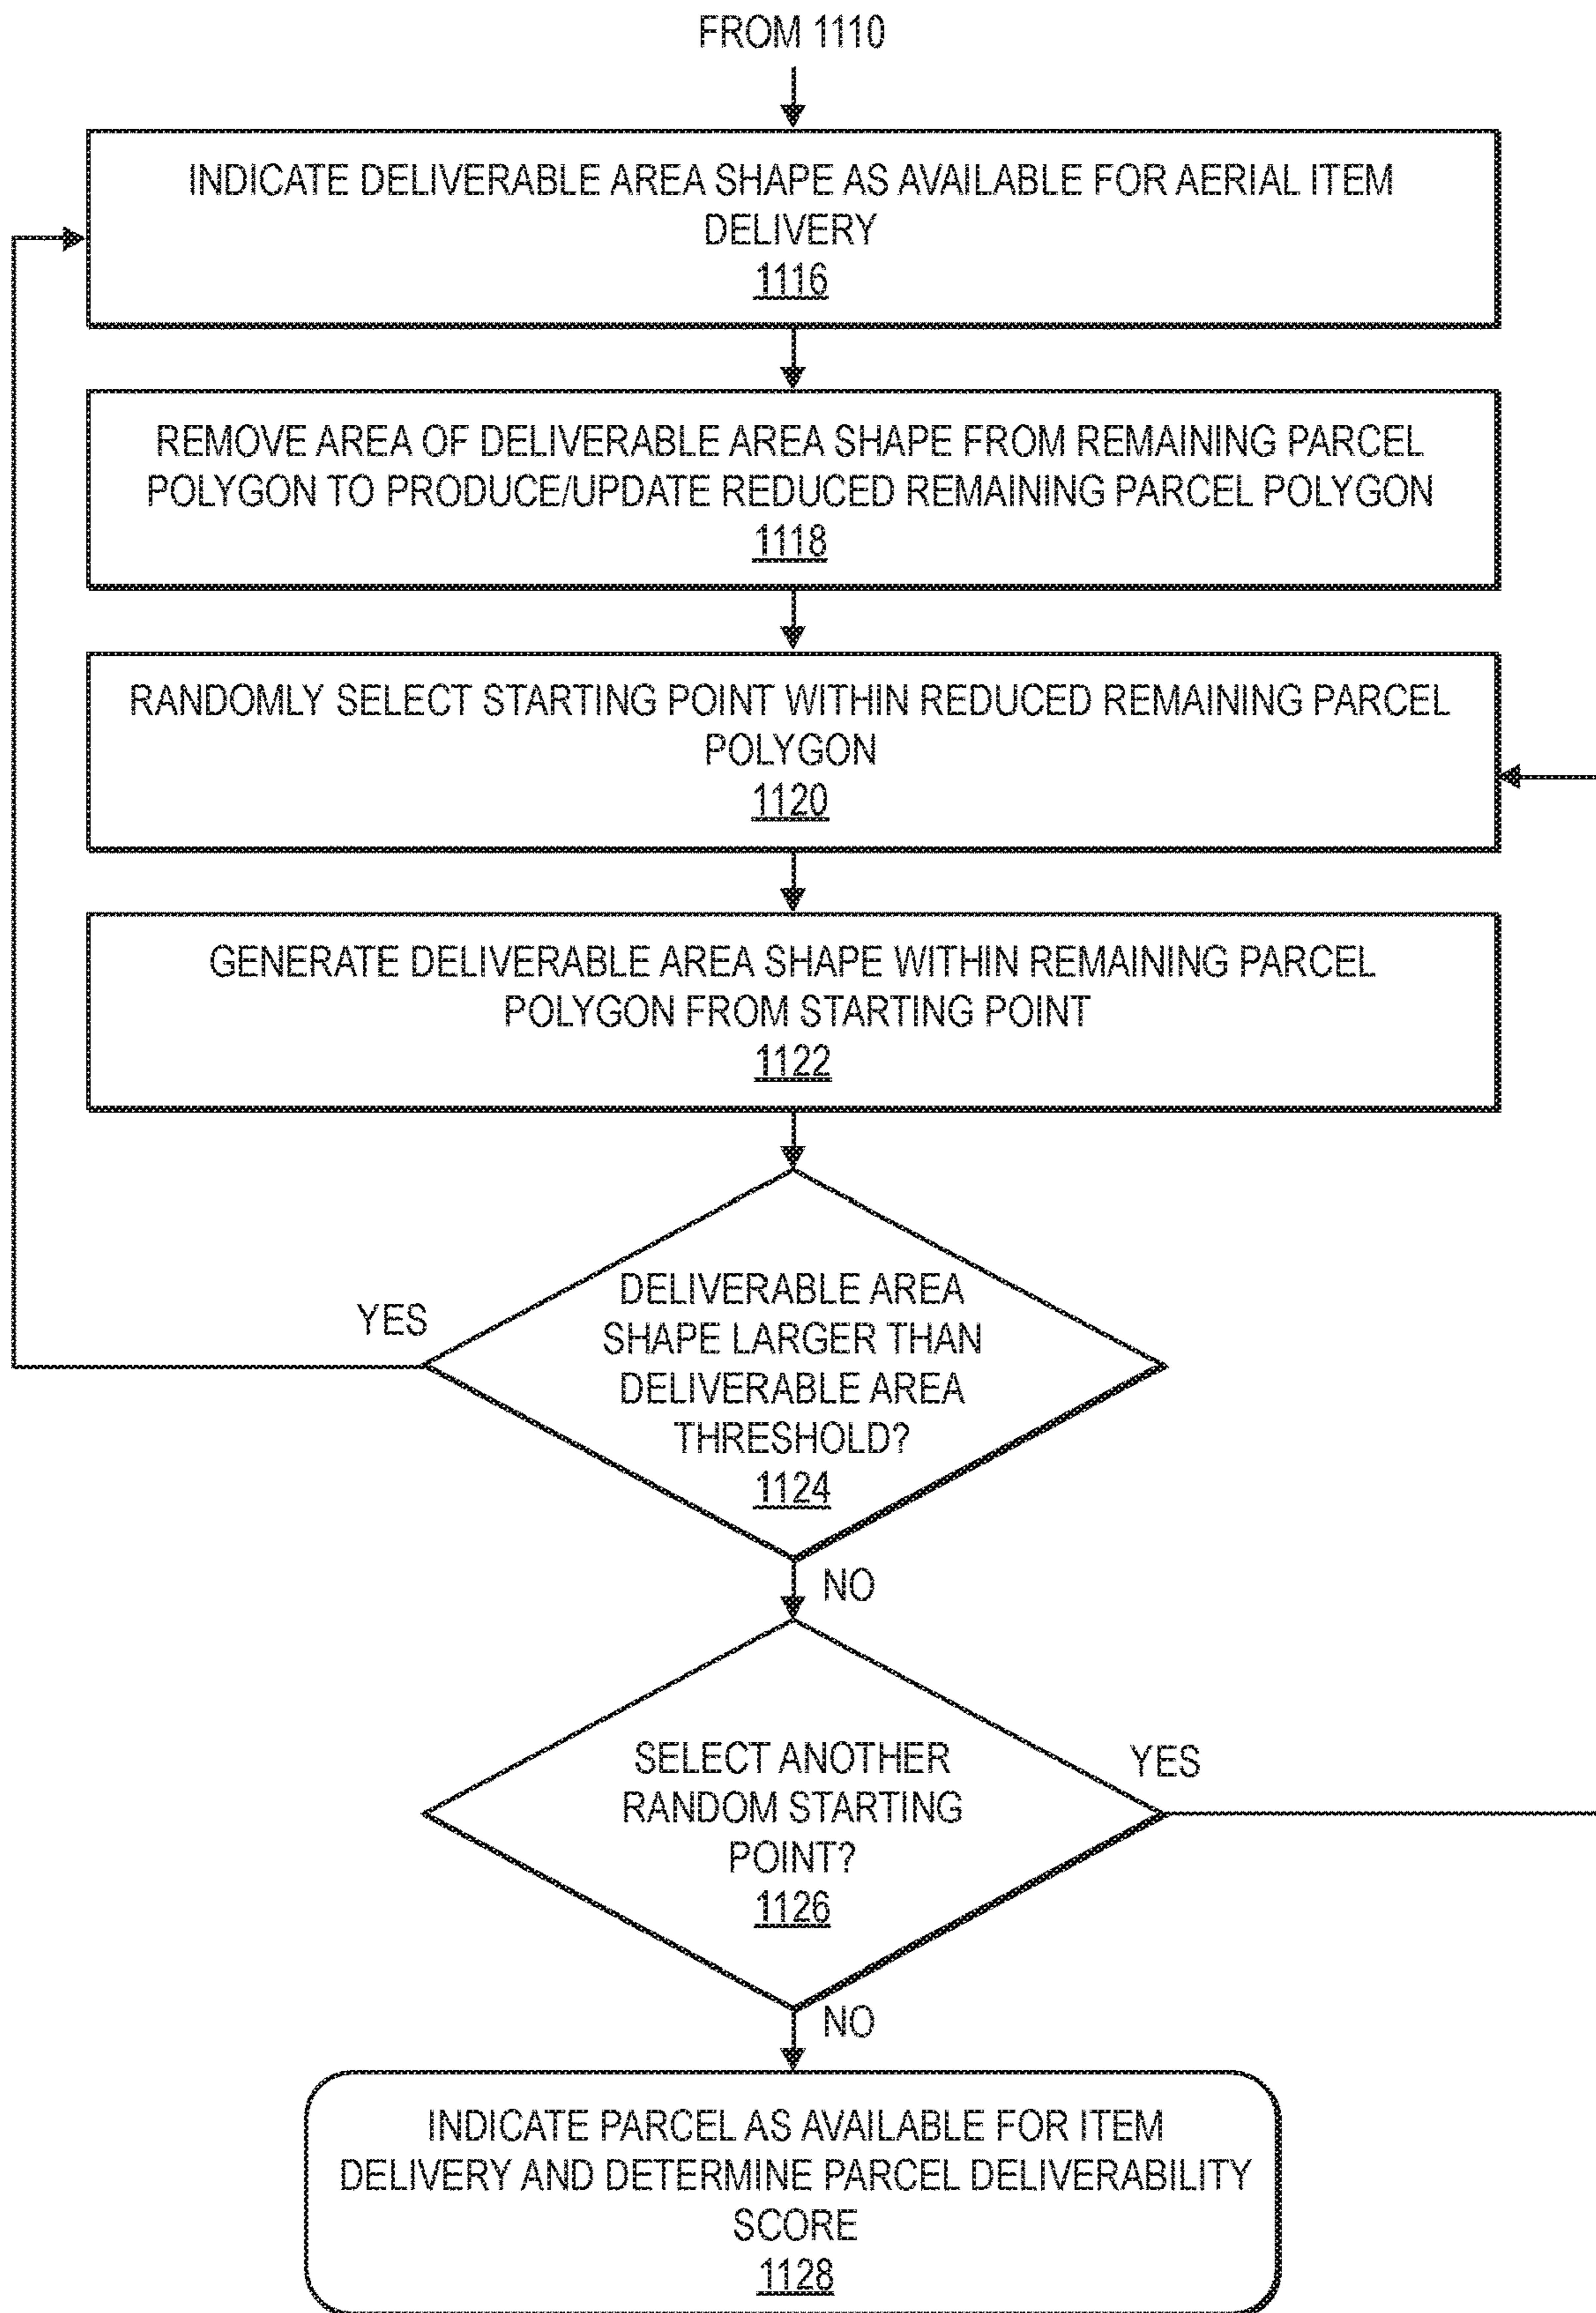 FROM 1110
INDICATE DELIVERABLE AREA SHAPE AS AVAILABLE FOR AERIAL ITEM
DELIVERY
1116
REMOVE AREA OF DELIVERABLE AREA SHAPE FROM REMAINING PARCEL
POLYGON TO PRODUCE/UPDATE REDUCED REMAINING PARCEL POLYGON
1118
RANDOMLY SELECT STARTING POINT WITHIN REDUCED REMAINING PARCEL
POLYGON
1120
GENERATE DELIVERABLE AREA SHAPE WITHIN REMAINING PARCEL
POLYGON FROM STARTING POINT
1122
YES
DELIVERABLE AREA
SHAPE LARGER THAN
DELIVERABLE AREA
THRESHOLD?
1124
NO
SELECT ANOTHER
RANDOM STARTING
POINT?
1126
YES
NO
INDICATE PARCEL AS AVAILABLE FOR ITEM
DELIVERY AND DETERMINE PARCEL DELIVERABILITY
SCORE
1128